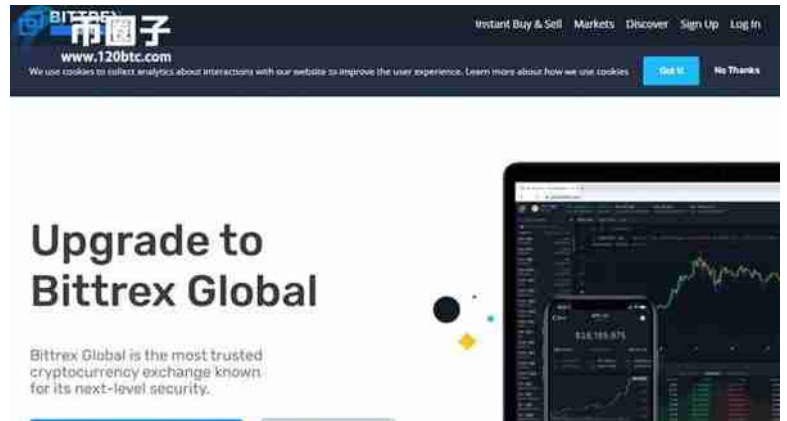 BITTREX
币圈子
www.120btc.com
Instant Buy & Sell Markets Discover Sign Up Log In
We use cookies to collect analytics about interactions with our website to improve the user experience. Learn more about how we use cookies
Got it No Thanks
Upgrade to
Bittrex Global
Bittrex Global is the most trusted
cryptocurrency exchange known
for its next-level security.